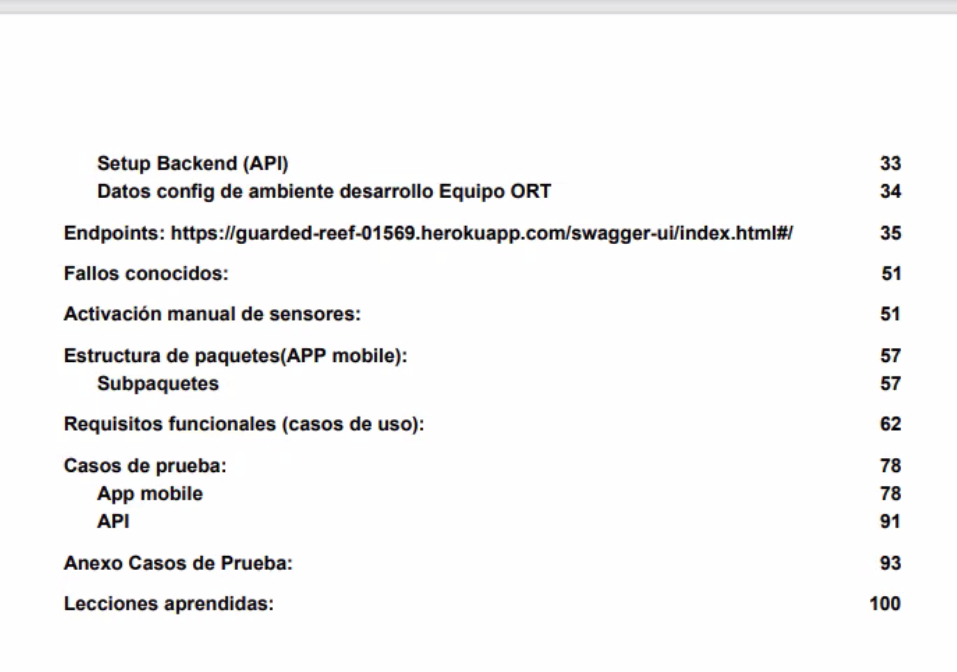 Setup Backend (API) 33
Datos config de ambiente desarrollo Equipo ORT 34
Endpoints: https://guarded-reef-01569.herokuapp.com/swagger-ui/index.html#/ 35
Fallos conocidos: 51
Activación manual de sensores: 51
Estructura de paquetes(APP mobile): 57
Subpaquetes 57
Requisitos funcionales (casos de uso): 62
Casos de prueba: 78
App mobile 78
API 91
Anexo Casos de Prueba: 93
Lecciones aprendidas: 100